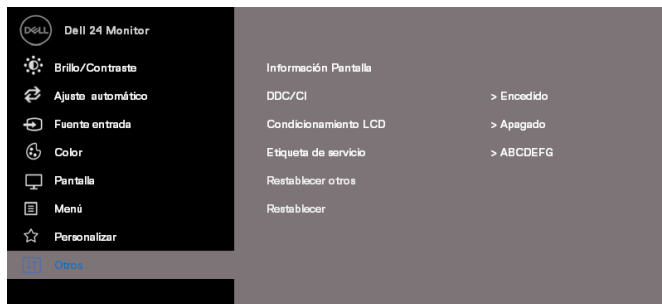 DELL Dell 24 Monitor
Brillo/Contraste
Información Pantalla
Ajuste automático
DDC/CI > Encedido
Fuente entrada
Condicionamiento LCD > Apagado
Color
Etiqueta de servicio > ABCDEFG
Pantalla
Restablecer otros
Menú
Restablecer
Personalizar
Otros